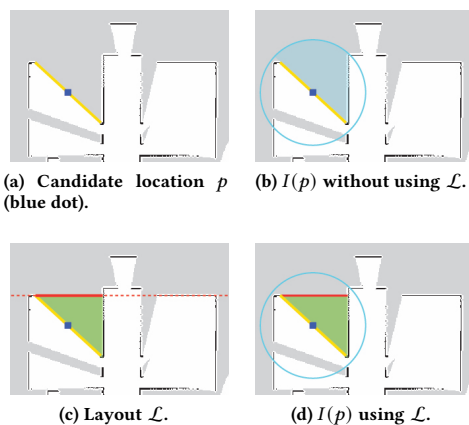 (a) Candidate location p
(blue dot).
(b) I(p) without using ℒ.
(c) Layout ℒ.
(d) I(p) using ℒ.